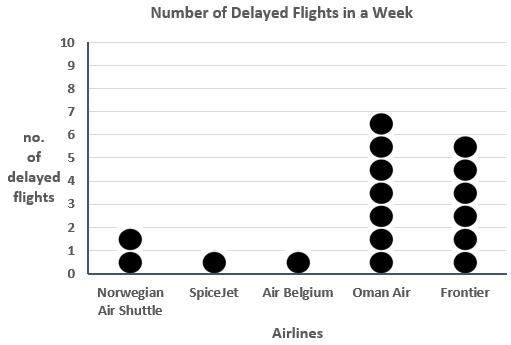 Number of Delayed Flights in a Week
10
9
8
7
6
5
4
3
2
1
0
no.
of
delayed
flights
Norwegian
Air Shuttle
SpiceJet
Air Belgium
Oman Air
Frontier
Airlines